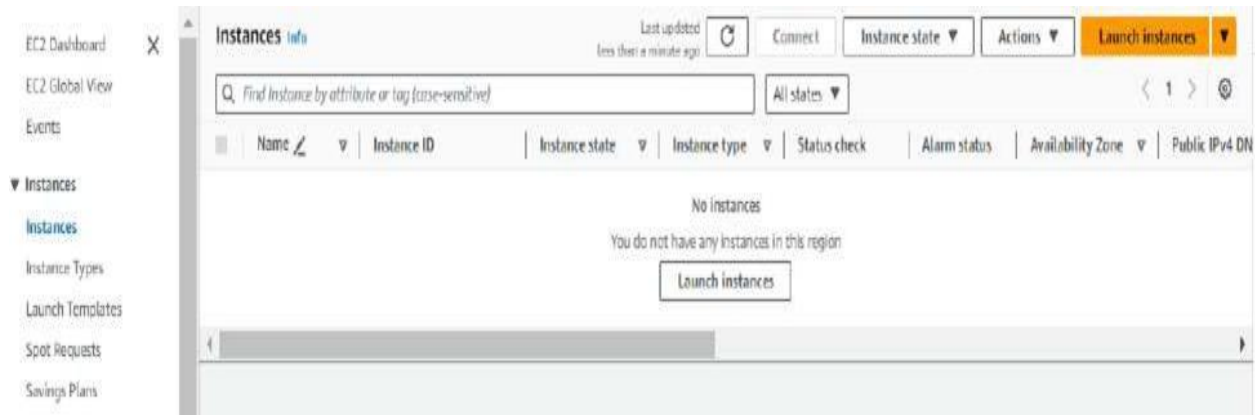 EC2 Dashboard
EC2 Global View
Events
Instances
Instances
Instance Types
Launch Templates
Spot Requests
Savings Plans
Instances Info
Last updated
less than a minute ago
Connect
Instance state
Actions
Launch instances
Find Instance by attribute or tag (case-sensitive)
All states
1
Name Instance ID Instance state Instance type Status check Alarm status Availability Zone Public IPv4 DN
No instances
You do not have any instances in this region
Launch instances